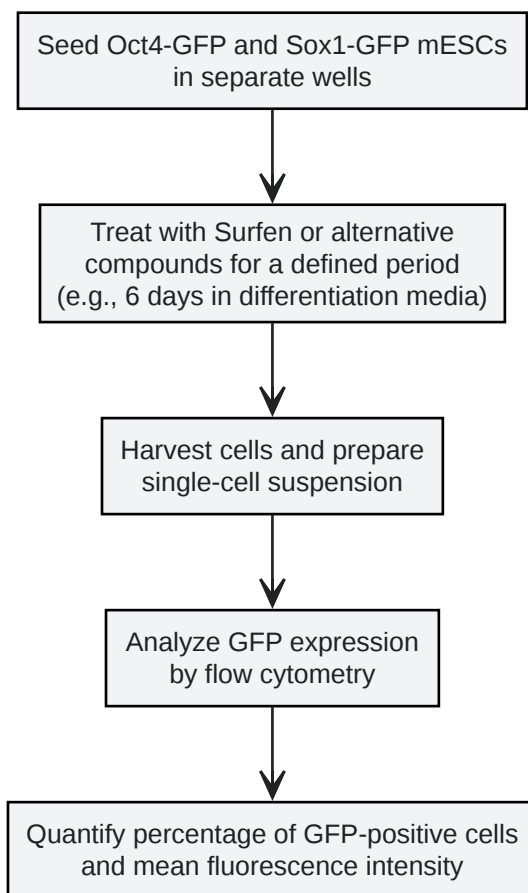 Seed Oct4-GFP and Sox1-GFP mESCs
in separate wells
Treat with Surfen or alternative
compounds for a defined period
(e.g., 6 days in differentiation media)
Harvest cells and prepare
single-cell suspension
Analyze GFP expression
by flow cytometry
Quantify percentage of GFP-positive cells
and mean fluorescence intensity